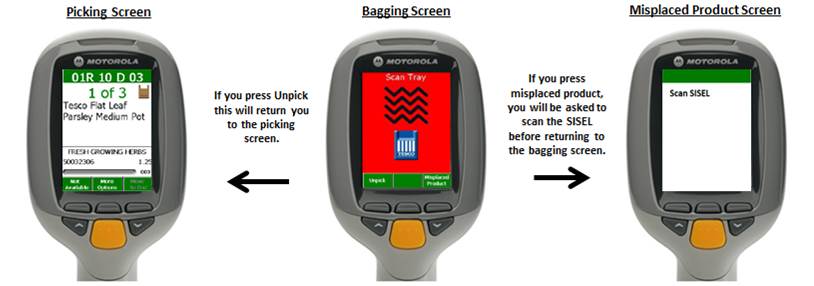 Picking Screen
Bagging Screen
Misplaced Product Screen
MOTOROLA
01R 10 D 03
1 of 3
Tesco Flat Leaf
Parsley Medium Pot
FRESH GROWING HERBS
50032306 1.25
003
Not Available
More Options
If you press Unpick
this will return you
to the picking
screen.
MOTOROLA
Scan Tray
TESCO
Unpick
Misplaced Product
If you press
misplaced product,
you will be asked to
scan the SISEL
before returning to
the bagging screen.
MOTOROLA
Scan SISEL